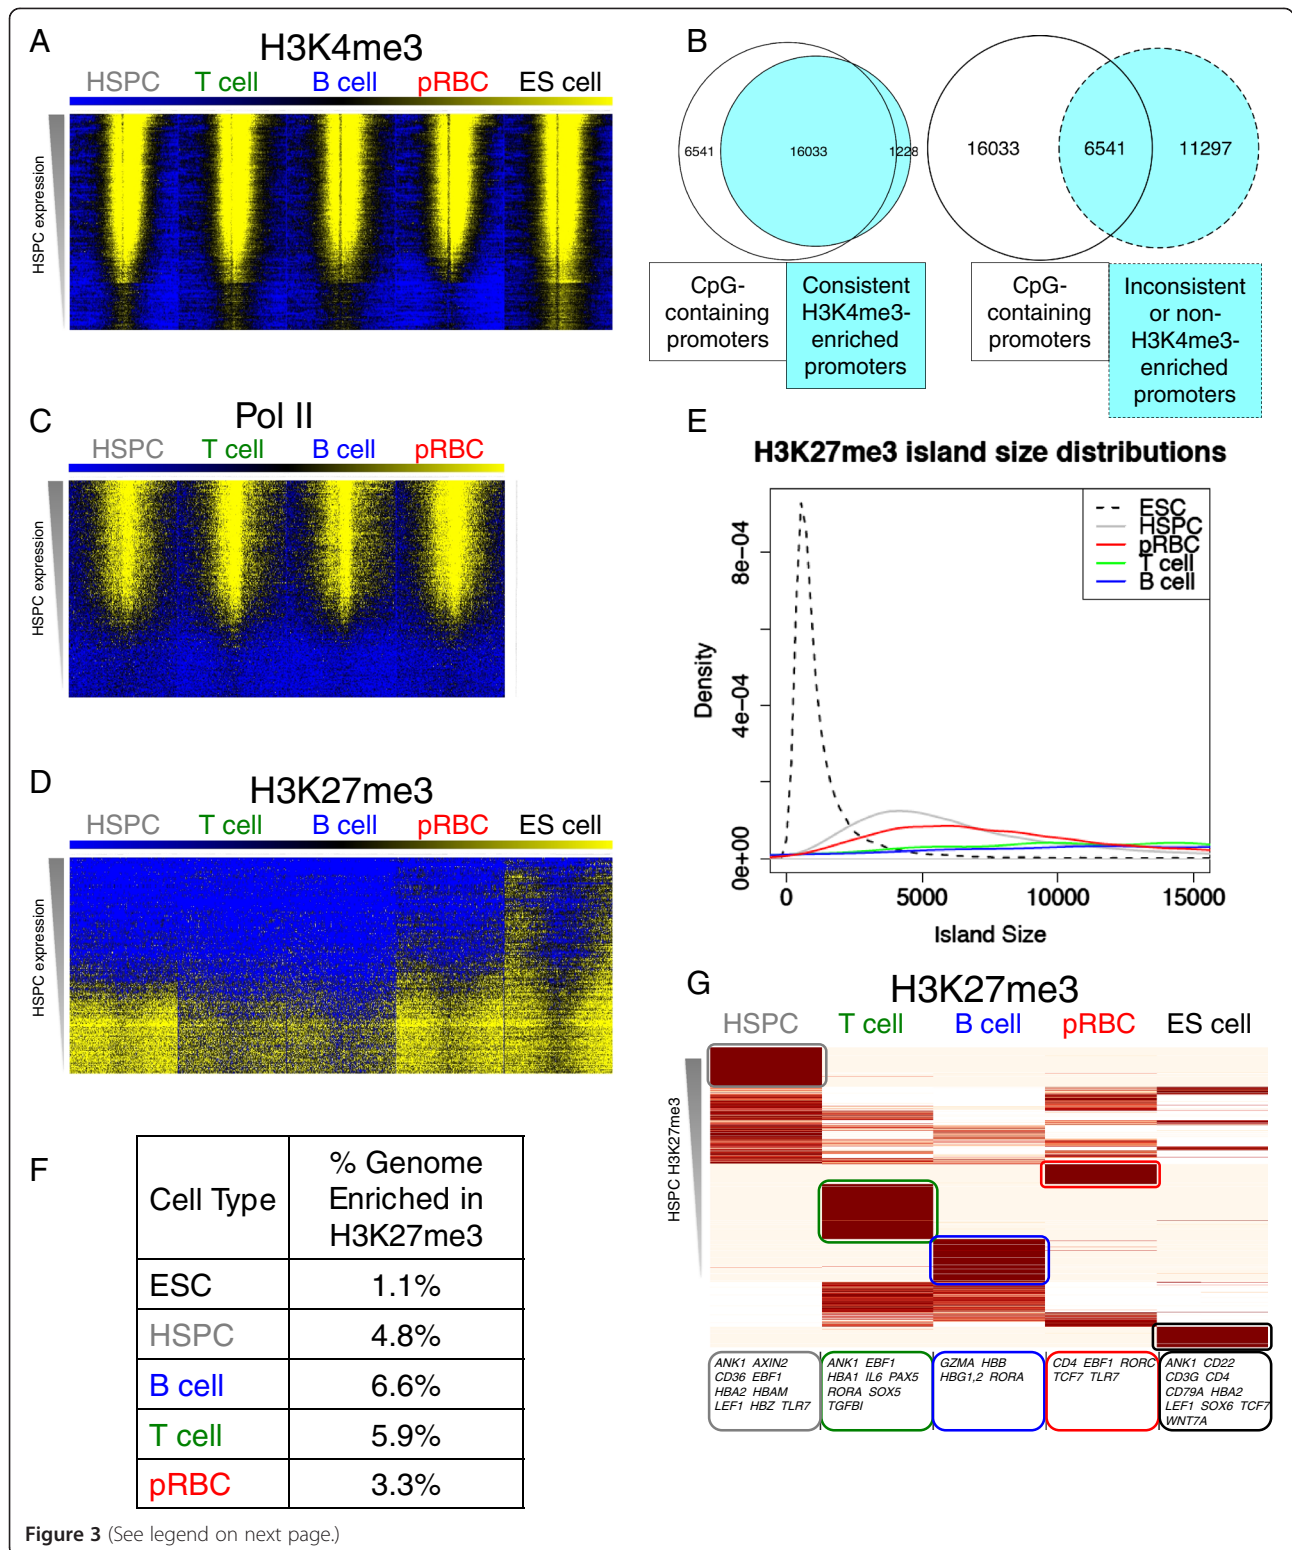 A
H3K4me3
HSPC T cell B cell pRBC ES cell
HSPC expression
B
6541 16033 1228
16033 6541 11297
CpG-
containing
promoters
Consistent
H3K4me3-
enriched
promoters
CpG-
containing
promoters
Inconsistent
or non-
H3K4me3-
enriched
promoters
C
Pol II
HSPC T cell B cell pRBC
HSPC expression
D
H3K27me3
HSPC T cell B cell pRBC ES cell
HSPC expression
E
H3K27me3 island size distributions
ESC
HSPC
pRBC
T cell
B cell
Density
0e+00 4e-04 8e-04
0 5000 10000 15000
Island Size
F
Cell Type
% Genome
Enriched in
H3K27me3
ESC 1.1%
HSPC 4.8%
B cell 6.6%
T cell 5.9%
pRBC 3.3%
G
H3K27me3
HSPC T cell B cell pRBC ES cell
HSPC H3K27me3
ANK1 AXIN2
CD36 EBF1
HBA2 HBAM
LEF1 HBZ TLR7
ANK1 EBF1
HBA1 IL6 PAX5
RORA SOX5
TGFBI
GZMA HBB
HBG1,2 RORA
CD4 EBF1 RORC
TCF7 TLR7
ANK1 CD22
CD3G CD4
CD79A HBA2
LEF1 SOX6 TCF7
WNT7A
Figure 3 (See legend on next page.)